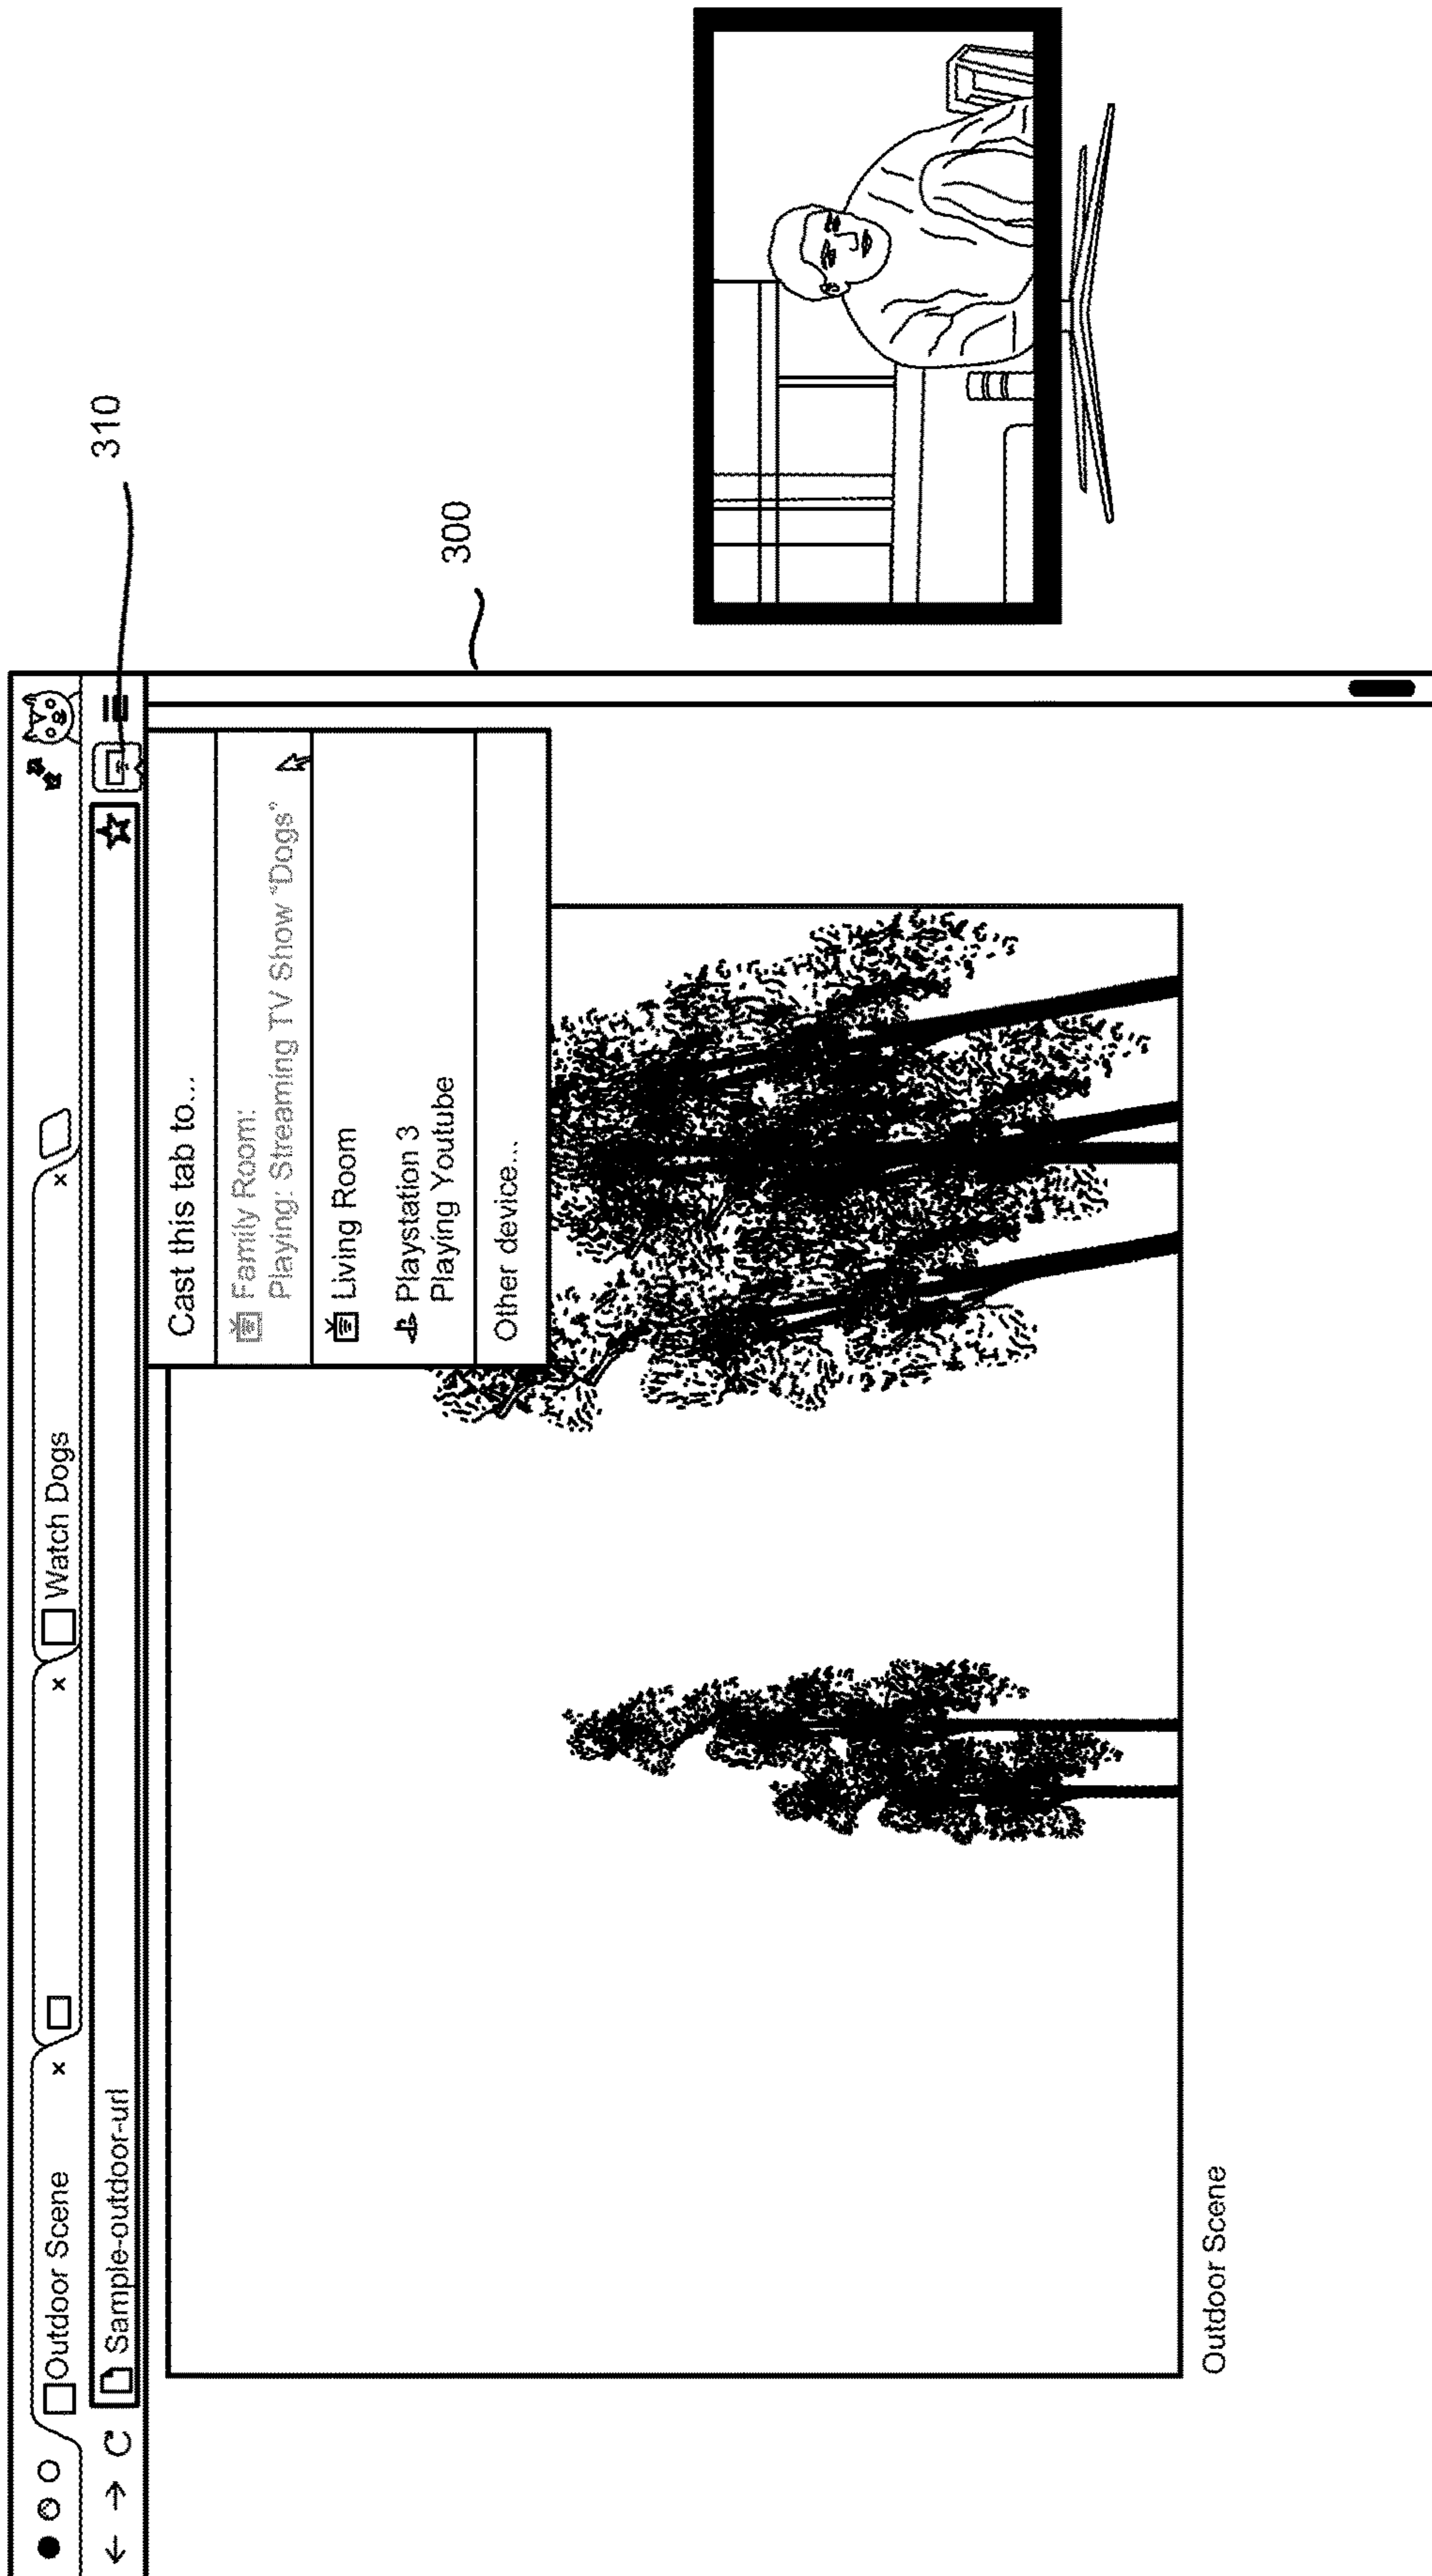 Outdoor Scene
×
×
Watch Dogs
×
Sample-outdoor-url
310
Cast this tab to...
Family Room:
Playing: Streaming TV Show "Dogs"
Living Room
Playstation 3
Playing Youtube
Other device...
300
Outdoor Scene